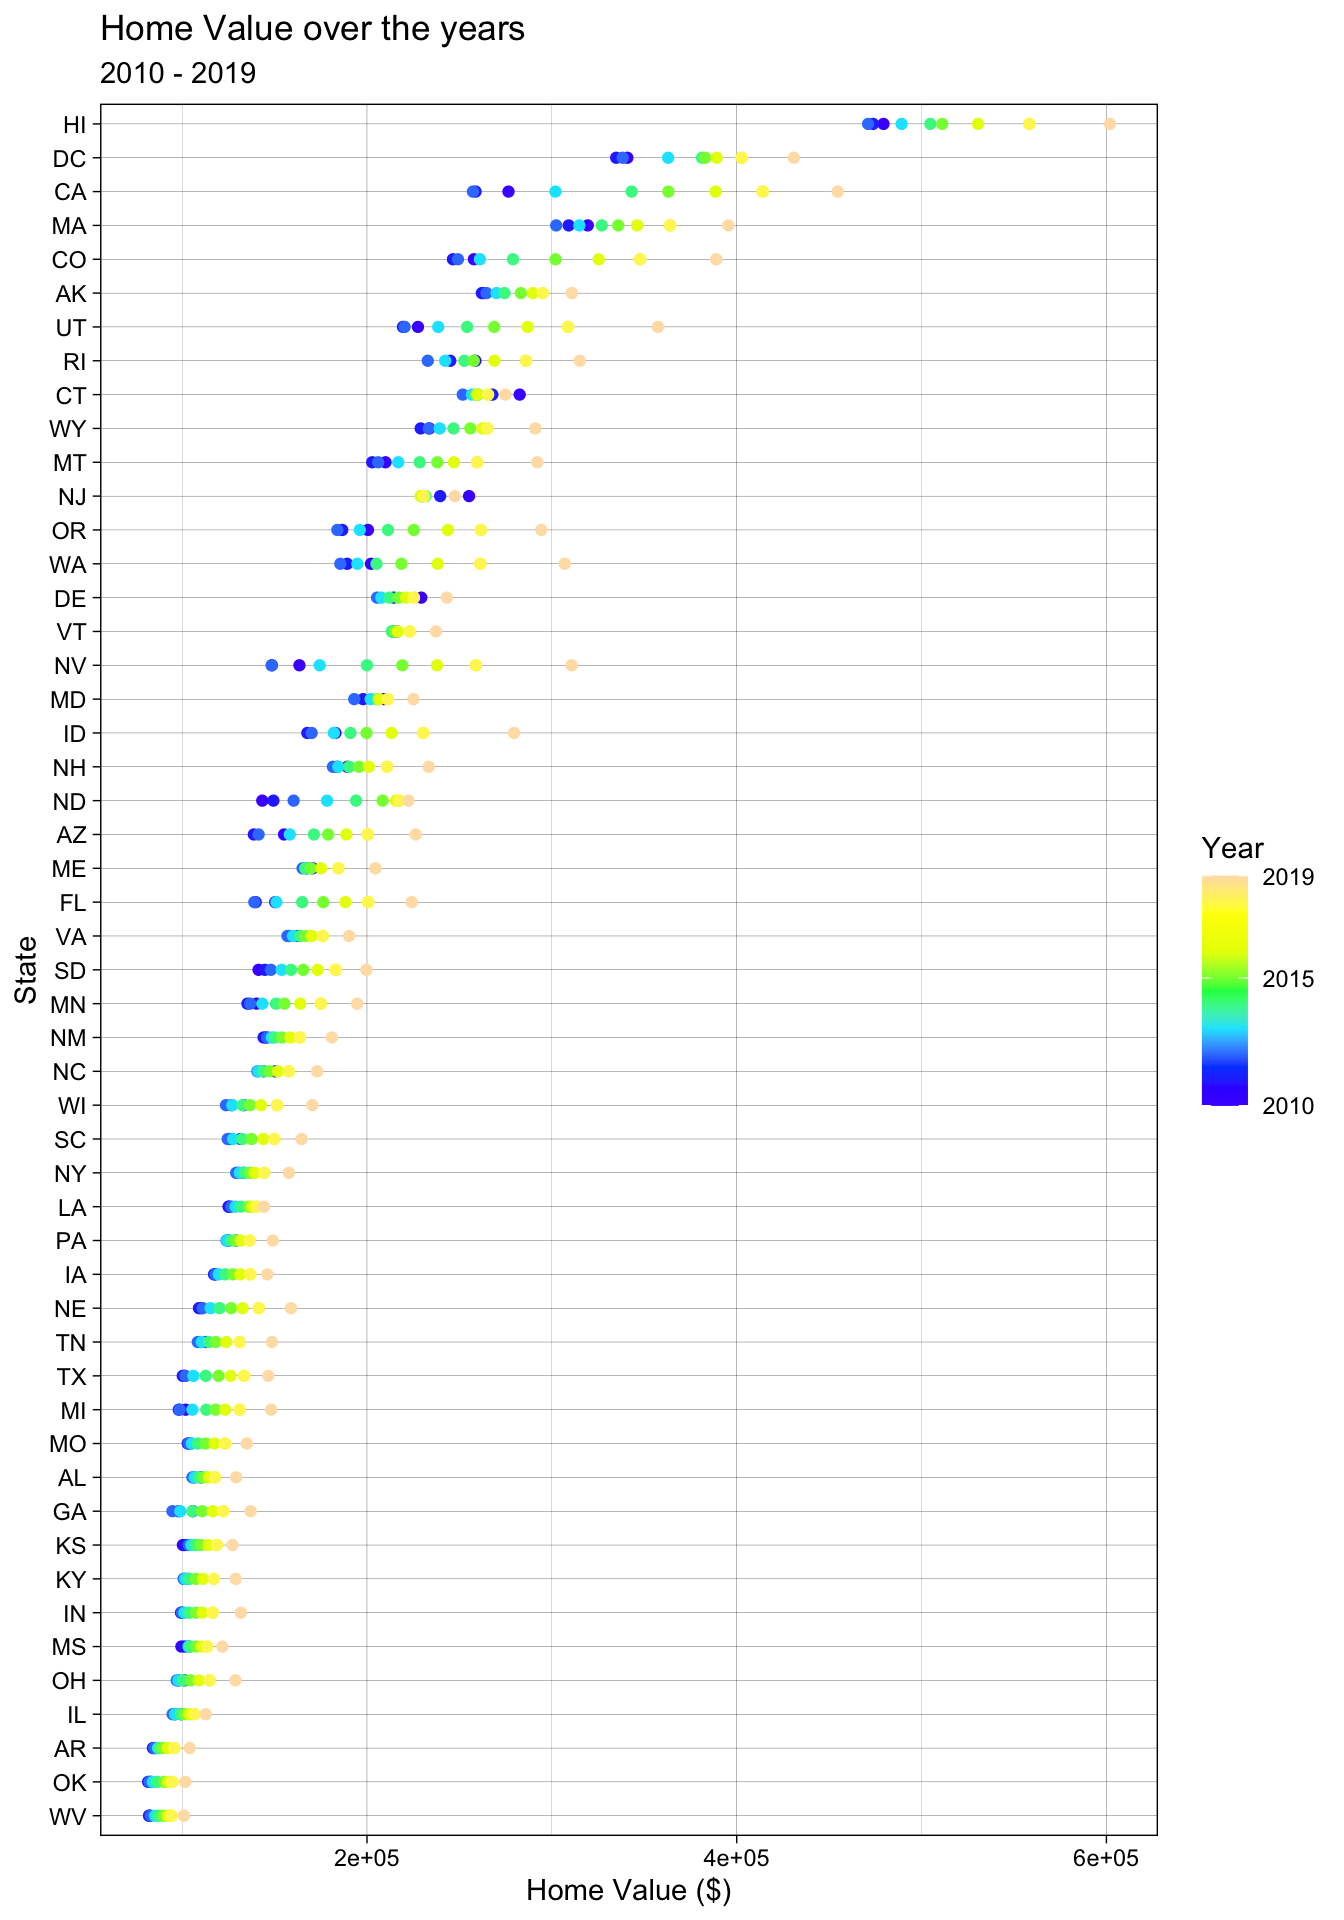 Home Value over the years
2010 - 2019
State
HI
DC
CA
MA
CO
AK
UT
RI
CT
WY
MT
NJ
OR
WA
DE
VT
NV
MD
ID
NH
ND
AZ
ME
FL
VA
SD
MN
NM
NC
WI
SC
NY
LA
PA
IA
NE
TN
TX
MI
MO
AL
GA
KS
KY
IN
MS
OH
IL
AR
OK
WV
2e+05 4e+05 6e+05
Home Value ($)
Year
2019
2015
2010